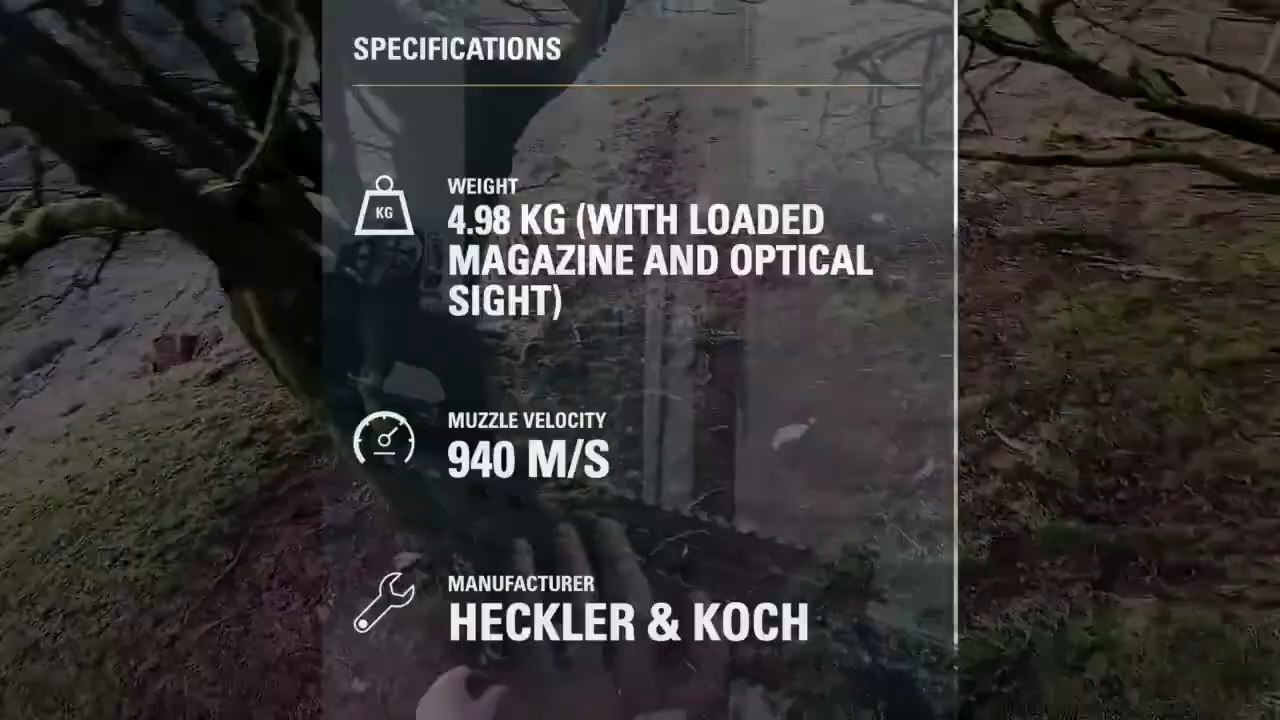 SPECIFICATIONS
KG
WEIGHT
4.98 KG (WITH LOADED
MAGAZINE AND OPTICAL
SIGHT)
MUZZLE VELOCITY
940 M/S
MANUFACTURER
HECKLER & KOCH